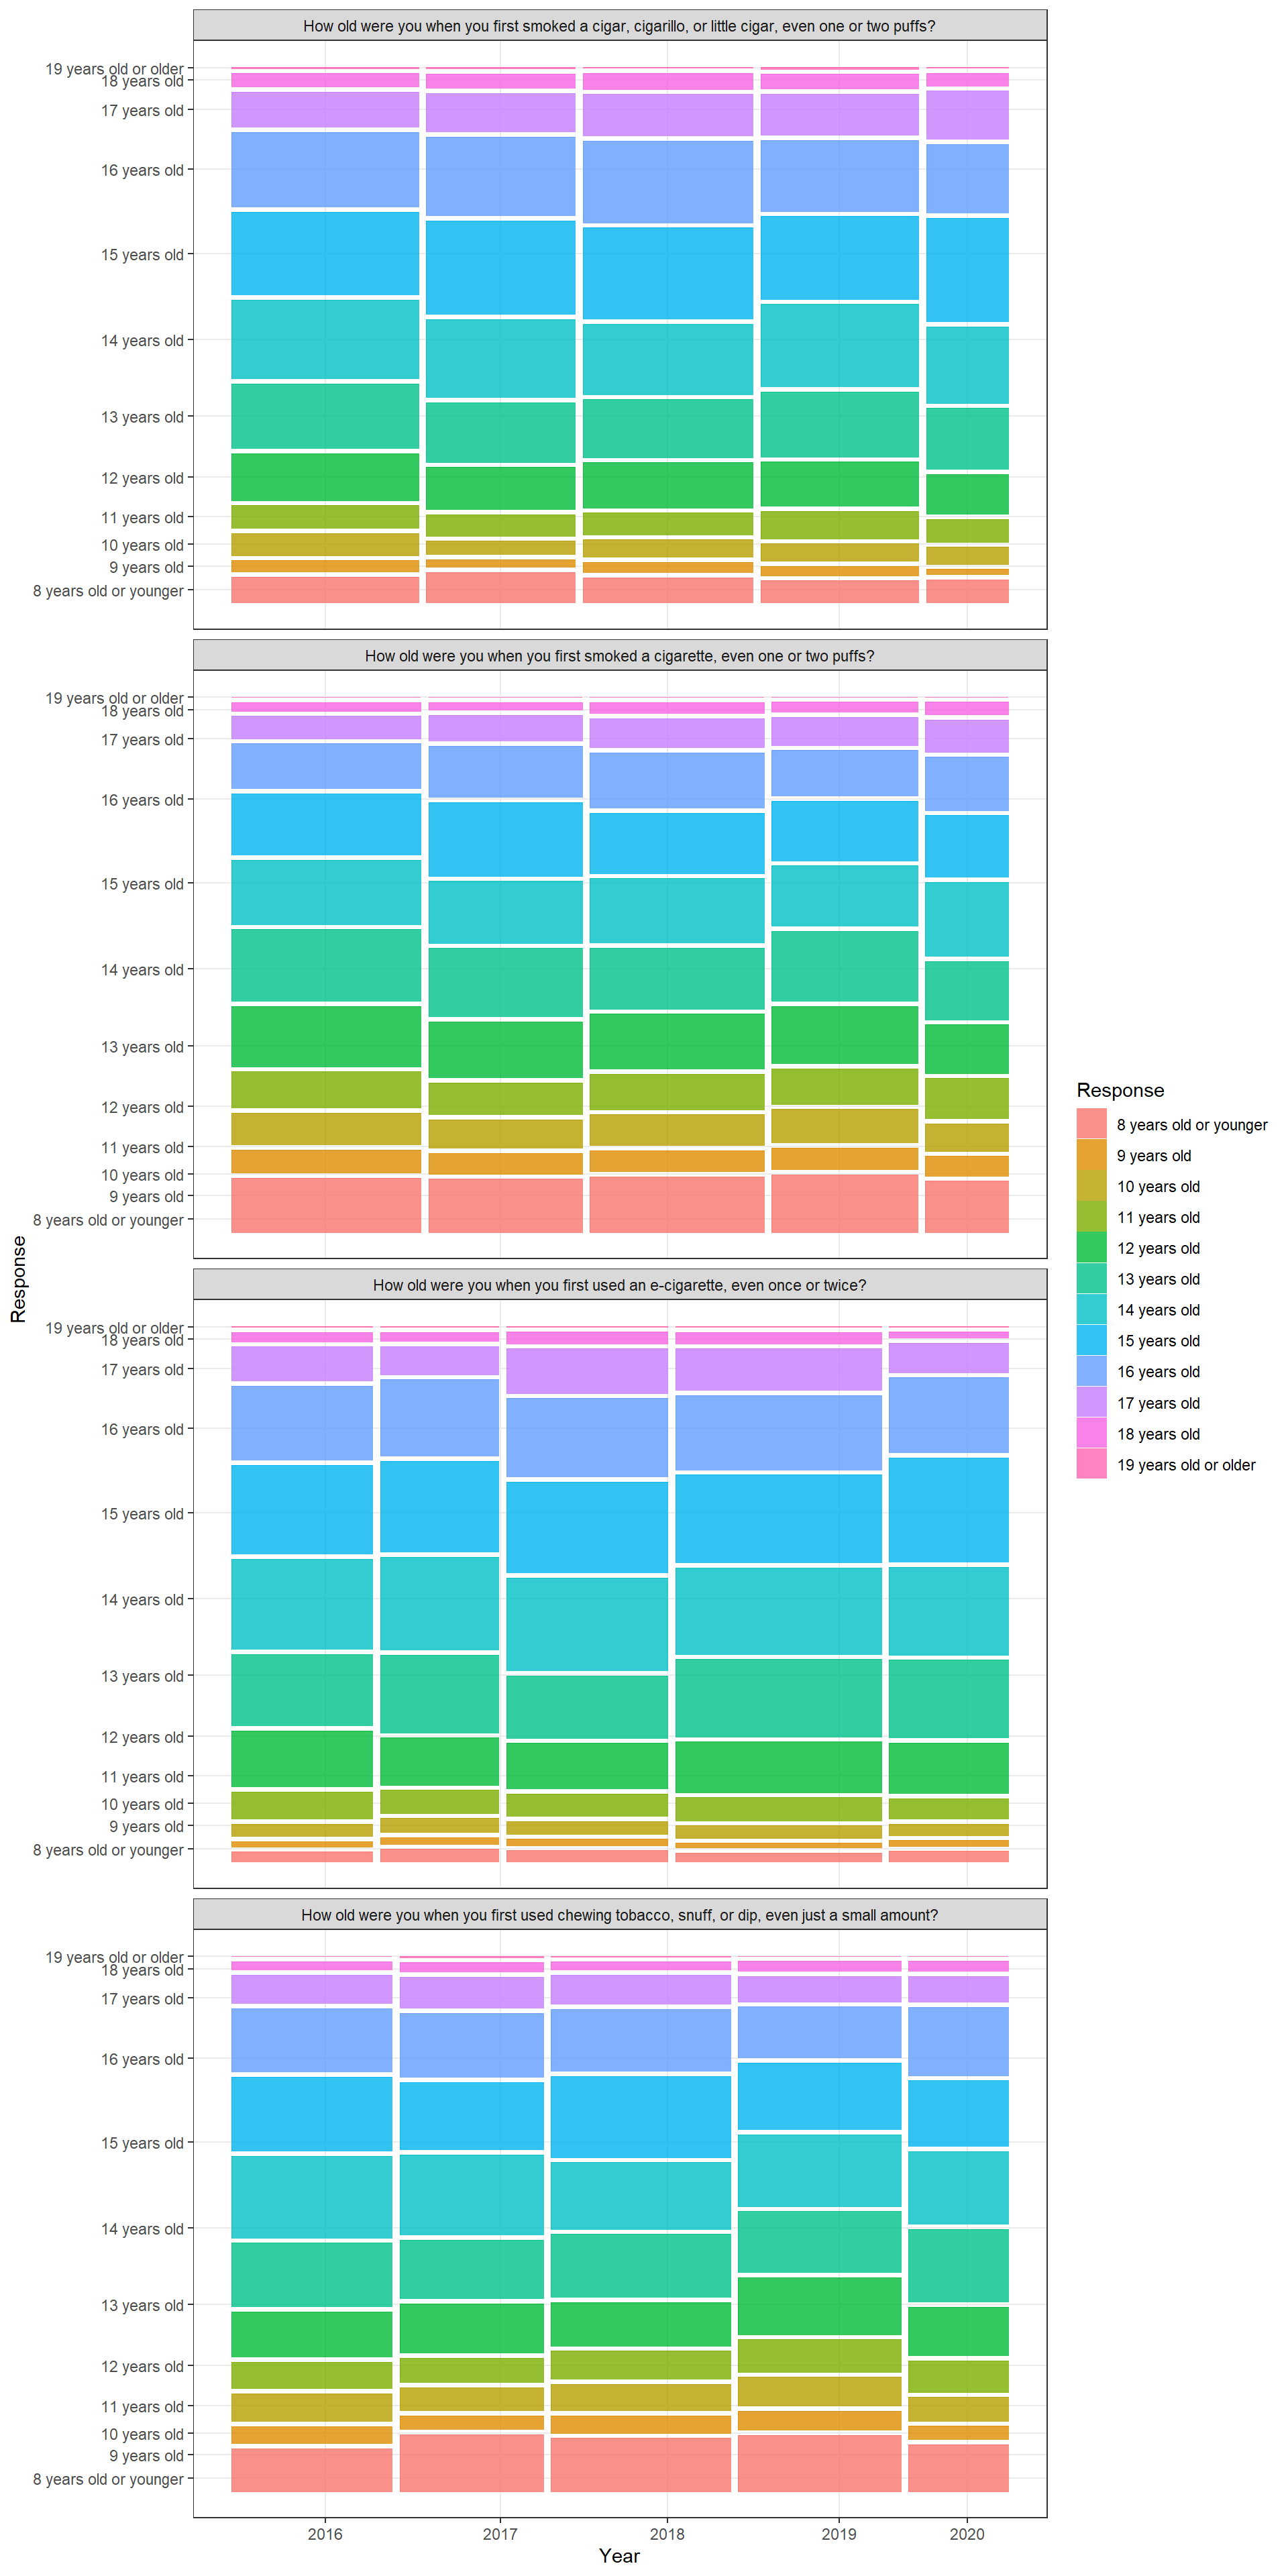 How old were you when you first smoked a cigar, cigarillo, or little cigar, even one or two puffs?
19 years old or older
18 years old
17 years old
16 years old
15 years old
14 years old
13 years old
12 years old
11 years old
10 years old
9 years old
8 years old or younger
How old were you when you first smoked a cigarette, even one or two puffs?
19 years old or older
18 years old
17 years old
16 years old
15 years old
14 years old
13 years old
12 years old
11 years old
10 years old
9 years old
8 years old or younger
How old were you when you first used an e-cigarette, even once or twice?
19 years old or older
18 years old
17 years old
16 years old
15 years old
14 years old
13 years old
12 years old
11 years old
10 years old
9 years old
8 years old or younger
How old were you when you first used chewing tobacco, snuff, or dip, even just a small amount?
19 years old or older
18 years old
17 years old
16 years old
15 years old
14 years old
13 years old
12 years old
11 years old
10 years old
9 years old
8 years old or younger
2016 2017 2018 2019 2020
Year
Response
Response
8 years old or younger
9 years old
10 years old
11 years old
12 years old
13 years old
14 years old
15 years old
16 years old
17 years old
18 years old
19 years old or older